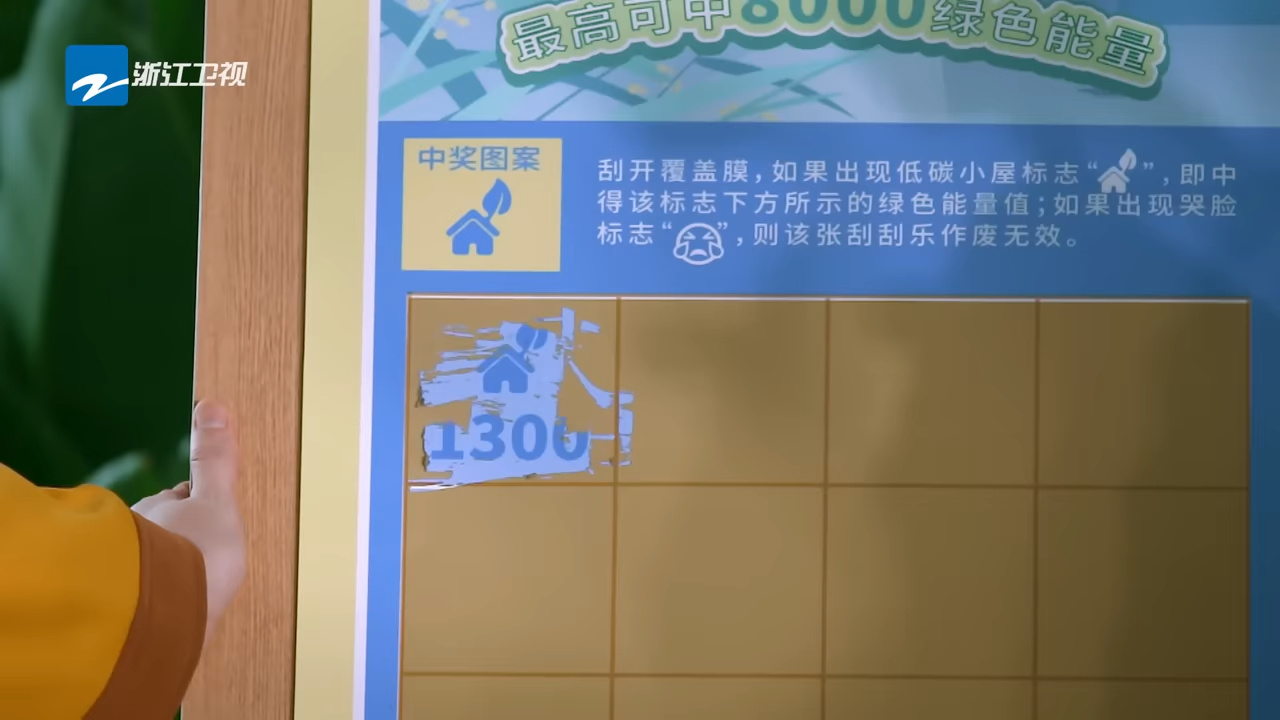 最高可中8000绿色能量
浙江卫视
中奖图案
刮开覆盖膜，如果出现低碳小屋标志“”，即中
得该标志下方所示的绿色能量值；如果出现哭脸
标志“”，则该张刮刮乐作废无效。
1300